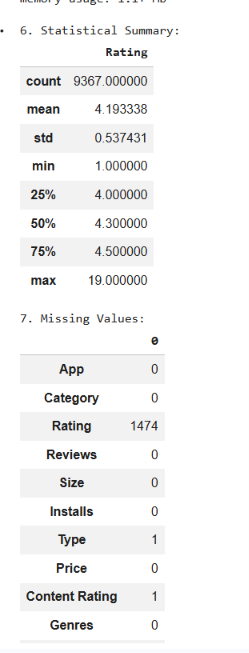 6. Statistical Summary:
Rating
count 9367.000000
mean 4.193338
std 0.537431
min 1.000000
25% 4.000000
50% 4.300000
75% 4.500000
max 19.000000
7. Missing Values:
0
App 0
Category 0
Rating 1474
Reviews 0
Size 0
Installs 0
Type 1
Price 0
Content Rating 1
Genres 0